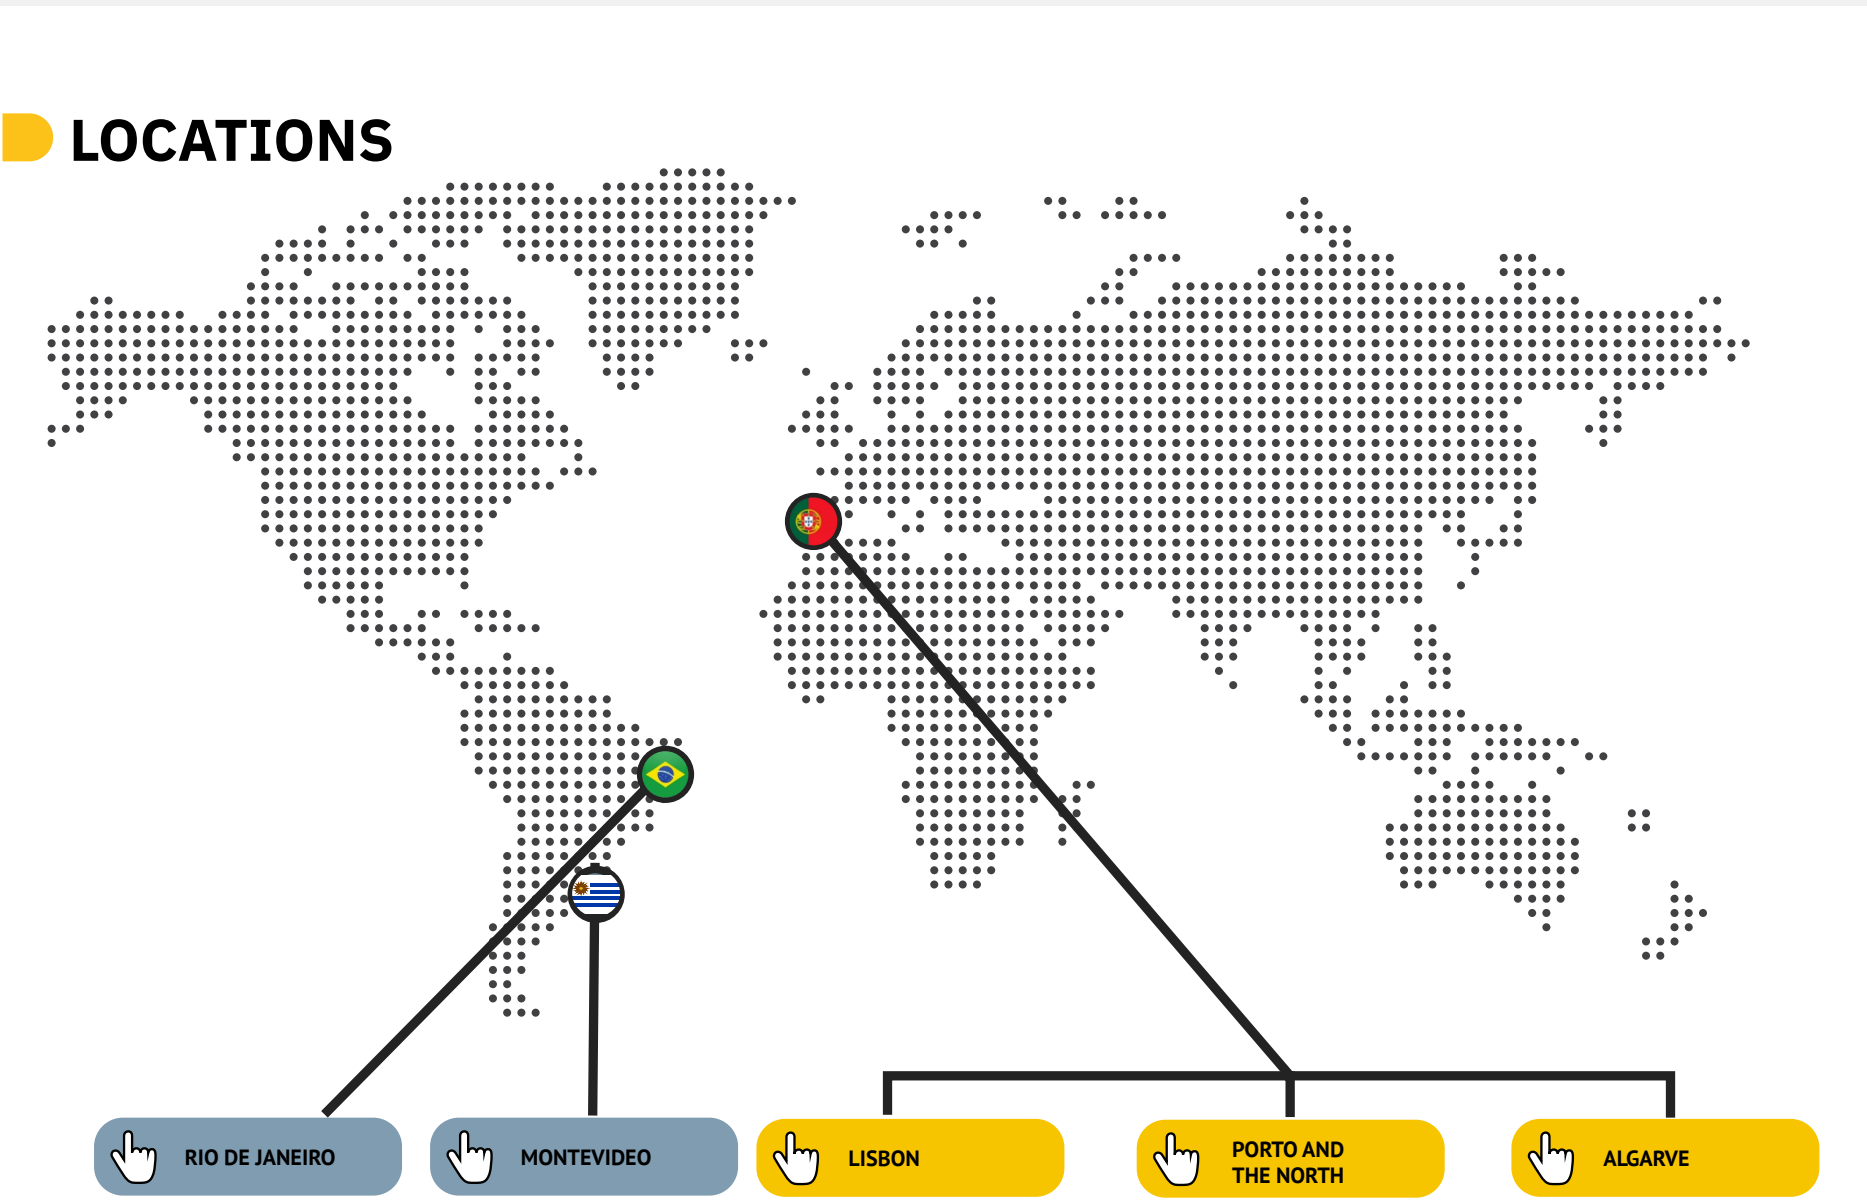 LOCATIONS
RIO DE JANEIRO
MONTEVIDEO
LISBON
PORTO AND
THE NORTH
ALGARVE